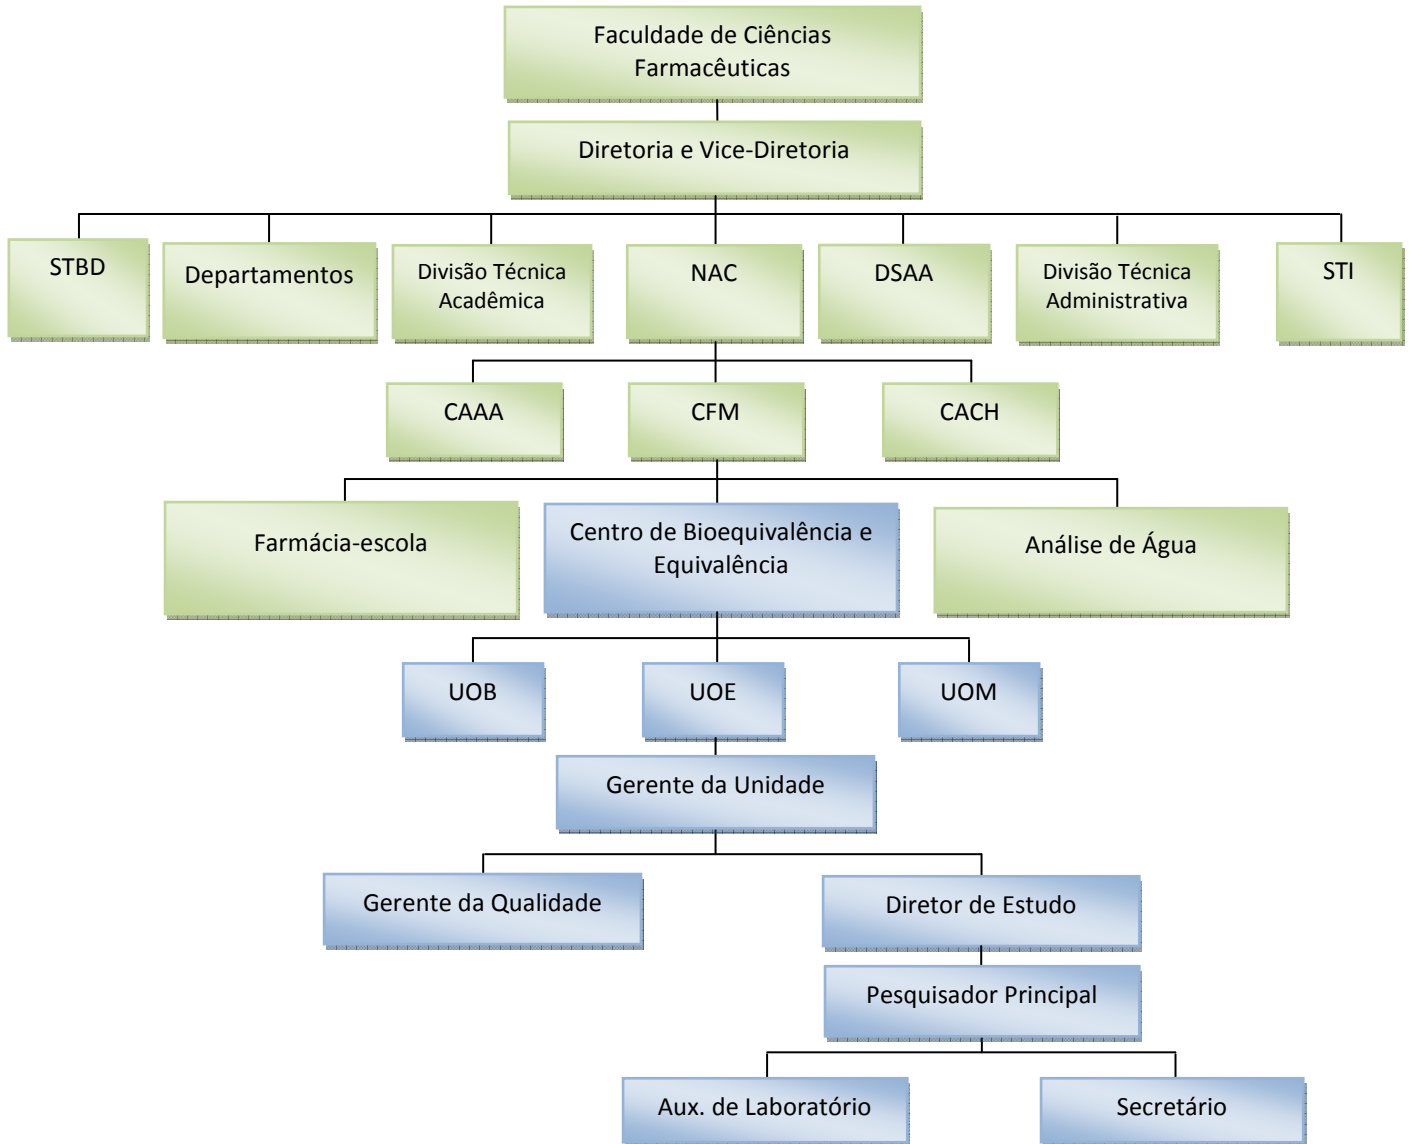 Faculdade de Ciências
Farmacêuticas
Diretoria e Vice-Diretoria
STBD
Departamentos
Divisão Técnica
Acadêmica
NAC
DSAA
Divisão Técnica
Administrativa
STI
CAAA
CFM
CACH
Farmácia-escola
Centro de Bioequivalência e
Equivalência
Análise de Água
UOB
UOE
UOM
Gerente da Unidade
Gerente da Qualidade
Diretor de Estudo
Pesquisador Principal
Aux. de Laboratório
Secretário